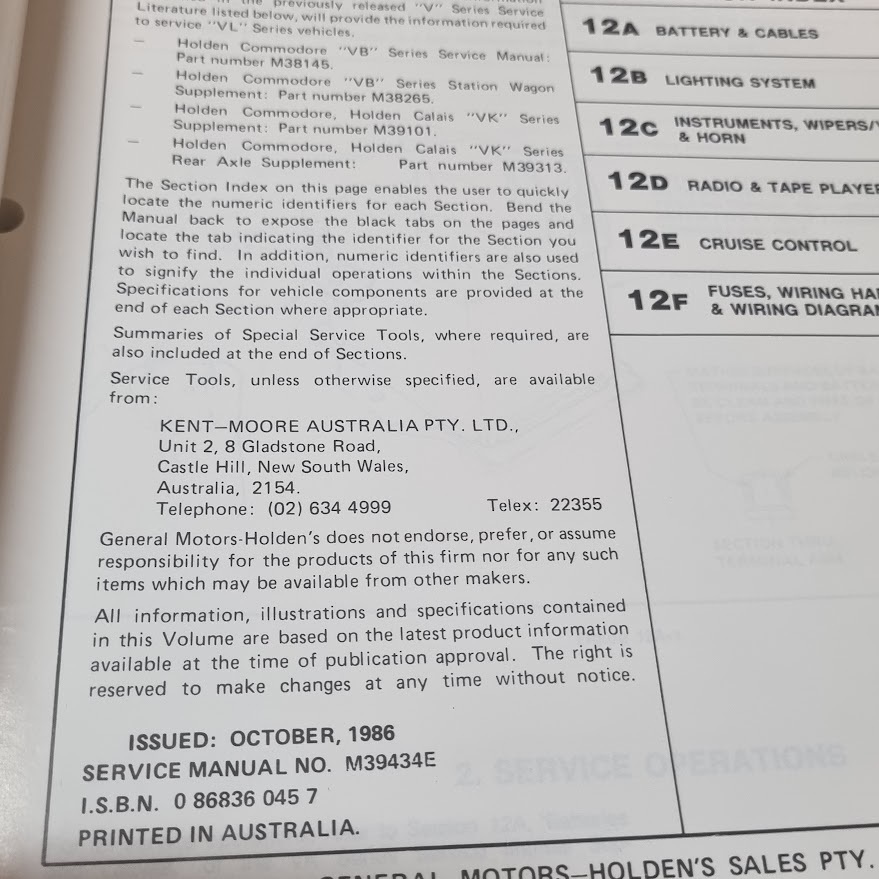 the previously released "V" Series Service
Literature listed below, will provide the information required
to service "VL" Series vehicles.
— Holden Commodore "VB" Series Service Manual:
Part number M38145.
— Holden Commodore "VB" Series Station Wagon
Supplement: Part number M38265.
— Holden Commodore, Holden Calais "VK" Series
Supplement: Part number M39101.
— Holden Commodore, Holden Calais "VK" Series
Rear Axle Supplement: Part number M39313.
The Section Index on this page enables the user to quickly
locate the numeric identifiers for each Section. Bend the
Manual back to expose the black tabs on the pages and
locate the tab indicating the identifier for the Section you
wish to find. In addition, numeric identifiers are also used
to signify the individual operations within the Sections.
Specifications for vehicle components are provided at the
end of each Section where appropriate.
Summaries of Special Service Tools, where required, are
also included at the end of Sections.
Service Tools, unless otherwise specified, are available
from:
KENT—MOORE AUSTRALIA PTY. LTD.,
Unit 2, 8 Gladstone Road,
Castle Hill, New South Wales,
Australia, 2154.
Telephone: (02) 634 4999 Telex: 22355
General Motors-Holden's does not endorse, prefer, or assume
responsibility for the products of this firm nor for any such
items which may be available from other makers.
All information, illustrations and specifications contained
in this Volume are based on the latest product information
available at the time of publication approval. The right is
reserved to make changes at any time without notice.
ISSUED: OCTOBER, 1986
SERVICE MANUAL NO. M39434E
I.S.B.N. 0 86836 045 7
PRINTED IN AUSTRALIA.
12A BATTERY & CABLES
12B LIGHTING SYSTEM
12C INSTRUMENTS, WIPERS/
& HORN
12D RADIO & TAPE PLAYER
12E CRUISE CONTROL
12F FUSES, WIRING HA
& WIRING DIAGRA
2. SERVICE OPERATIONS
GENERAL MOTORS—HOLDEN'S SALES PTY.